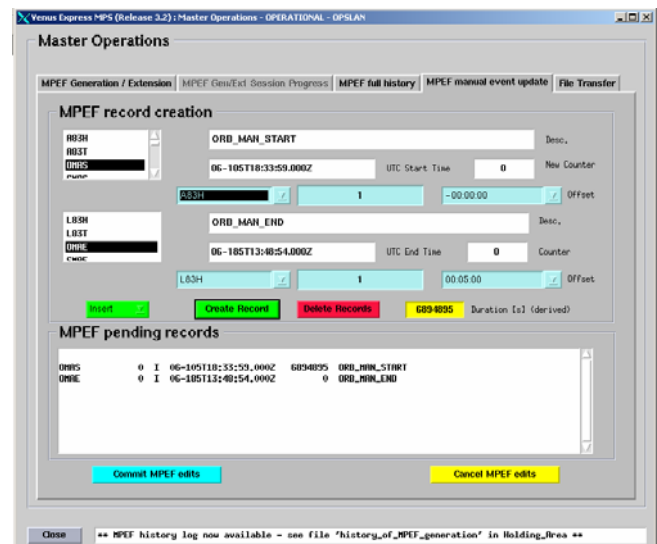 Venus Express MPS (Release 3.2) : Master Operations - OPERATIONAL - OPSLAN
Master Operations
MPEF Generation / Extension MPEF Gen/Ext Session Progress MPEF full history MPEF manual event update File Transfer
MPEF record creation
A03H
A03T
OMAS
ORB_MAN_START Desc.
06-105T18:33:59.000Z UTC Start Time 0 New Counter
A83H 1 -00:00:00 Offset
L83H
L83T
OMAE
ORB_MAN_END Desc.
06-185T13:48:54.000Z UTC End Time 0 Counter
L83H 1 00:05:00 Offset
Insert Create Record Delete Records 6894895 Duration [s] (derived)
MPEF pending records
OMAS 0 I 06-105T18:33:59.000Z 6894895 ORB_MAN_START
OMAE 0 I 06-185T13:48:54.000Z 0 ORB_MAN_END
Commit MPEF edits Cancel MPEF edits
Close ** MPEF history log now available - see file 'history_of_MPEF_generation' in Holding_Area **